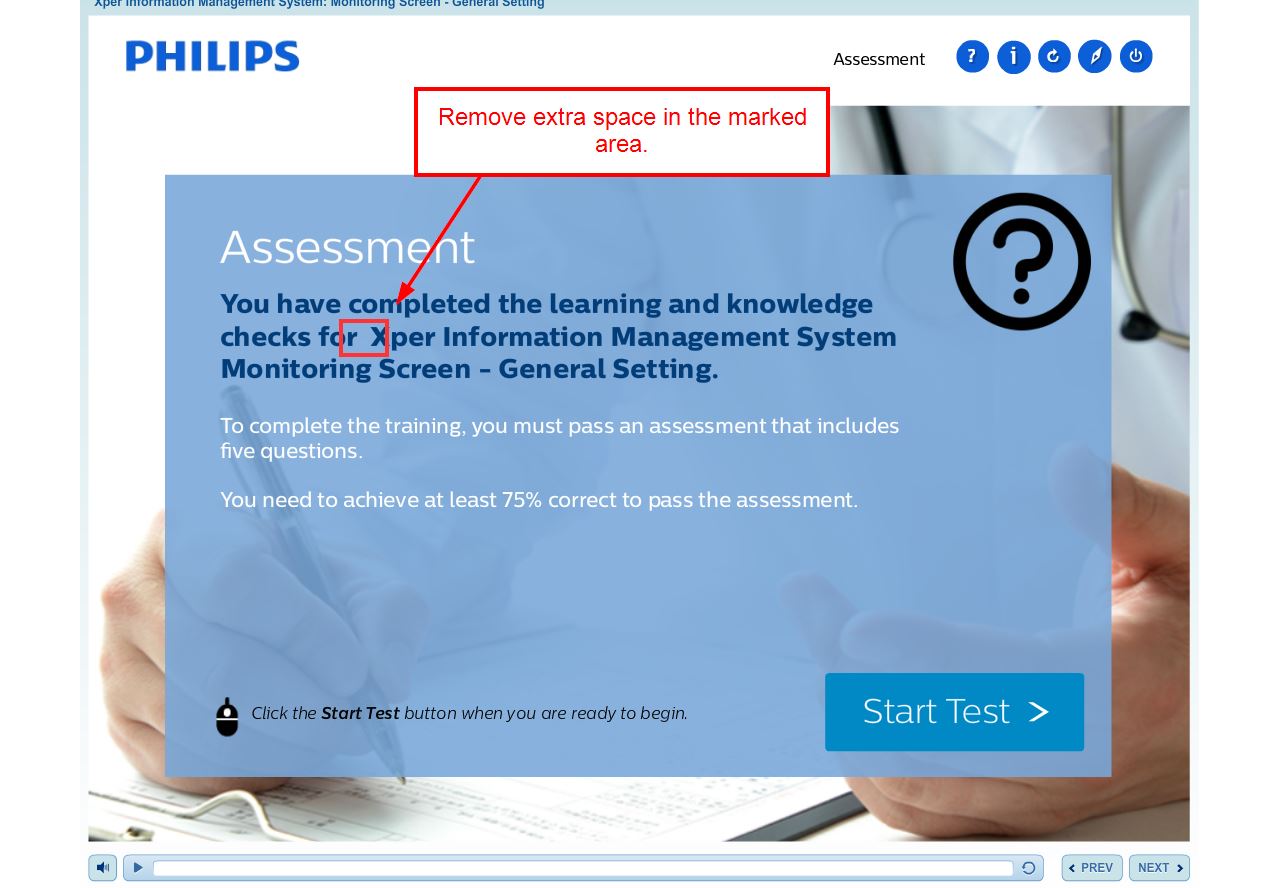 Xper Information Management System: Monitoring Screen - General Setting
PHILIPS
Assessment
?
i
Remove extra space in the marked
area.
Assessment
?
You have completed the learning and knowledge
checks for  Xper Information Management System
Monitoring Screen - General Setting.
To complete the training, you must pass an assessment that includes
five questions.
You need to achieve at least 75% correct to pass the assessment.
Click the Start Test button when you are ready to begin.
Start Test >
< PREV
NEXT >